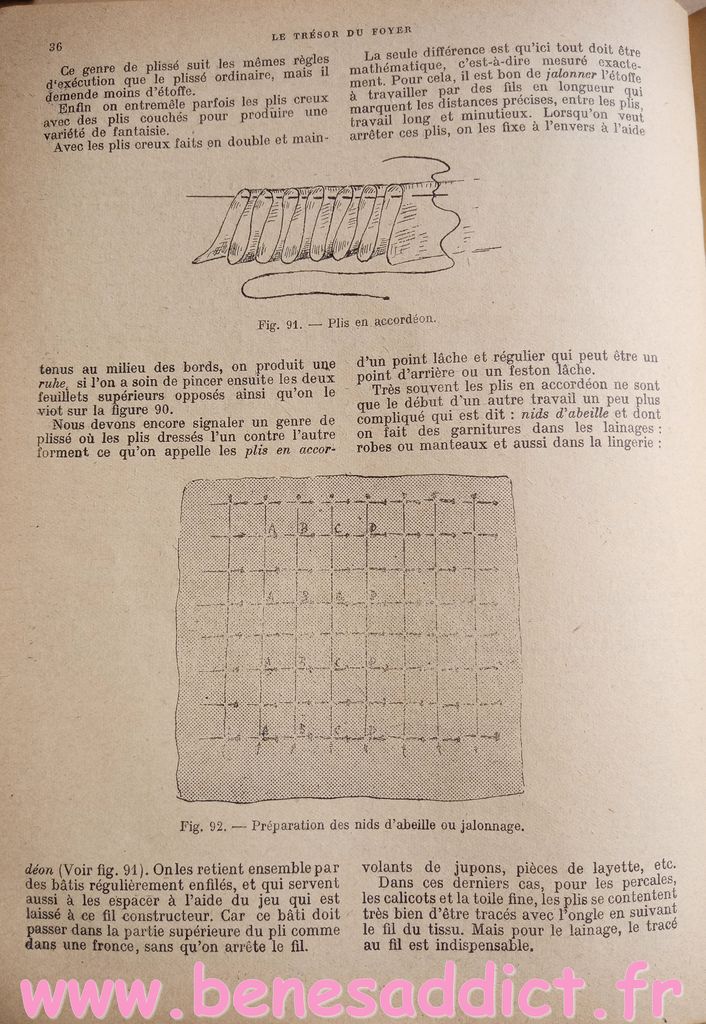 36
LE TRÉSOR DU FOYER
Ce genre de plissé suit les mêmes règles
d'exécution que le plissé ordinaire, mais il
demende moins d'étoffe.
Enfin on entremêle parfois les plis creux
avec des plis couchés pour produire une
variété de fantaisie.
Avec les plis creux faits en double et main-
La seule différence est qu'ici tout doit être
mathématique, c'est-à-dire mesuré exacte-
ment. Pour cela, il est bon de jalonner l'étoffe
à travailler par des fils en longueur qui
marquent les distances précises, entre les plis,
travail long et minutieux. Lorsqu'on veut
arrêter ces plis, on les fixe à l'envers à l'aide
Fig. 91. — Plis en accordéon.
tenus au milieu des bords, on produit une
ruhe, si l'on a soin de pincer ensuite les deux
feuillets supérieurs opposés ainsi qu'on le
viot sur la figure 90.
Nous devons encore signaler un genre de
plissé où les plis dressés l'un contre l'autre
forment ce qu'on appelle les plis en accor-
d'un point lâche et régulier qui peut être un
point d'arrière ou un feston lâche.
Très souvent les plis en accordéon ne sont
que le début d'un autre travail un peu plus
compliqué qui est dit : nids d'abeille et dont
on fait des garnitures dans les lainages :
robes ou manteaux et aussi dans la lingerie :
A B C D
A B A D
A B C D
A B C D
Fig. 92. — Préparation des nids d'abeille ou jalonnage.
déon (Voir fig. 91). On les retient ensemble par
des bâtis régulièrement enfilés, et qui servent
aussi à les espacer à l'aide du jeu qui est
laissé à ce fil constructeur. Car ce bâti doit
passer dans la partie supérieure du pli comme
dans une fronce, sans qu'on arrête le fil.
volants de jupons, pièces de layette, etc.
Dans ces derniers cas, pour les percales,
les calicots et la toile fine, les plis se contentent
très bien d'être tracés avec l'ongle en suivant
le fil du tissu. Mais pour le lainage, le tracé
au fil est indispensable.
www.benesaddict.fr